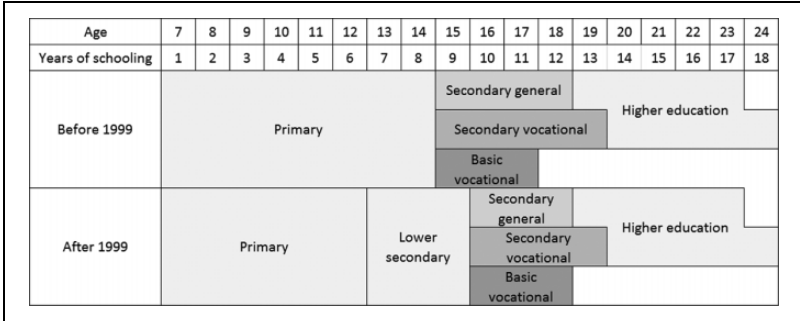 Age 7 8 9 10 11 12 13 14 15 16 17 18 19 20 21 22 23 24
Years of schooling 1 2 3 4 5 6 7 8 9 10 11 12 13 14 15 16 17 18
Secondary general
Higher education
Before 1999 Primary Secondary vocational
Basic
vocational
Secondary
general
Higher education
After 1999 Primary Lower
secondary
Secondary
vocational
Basic
vocational